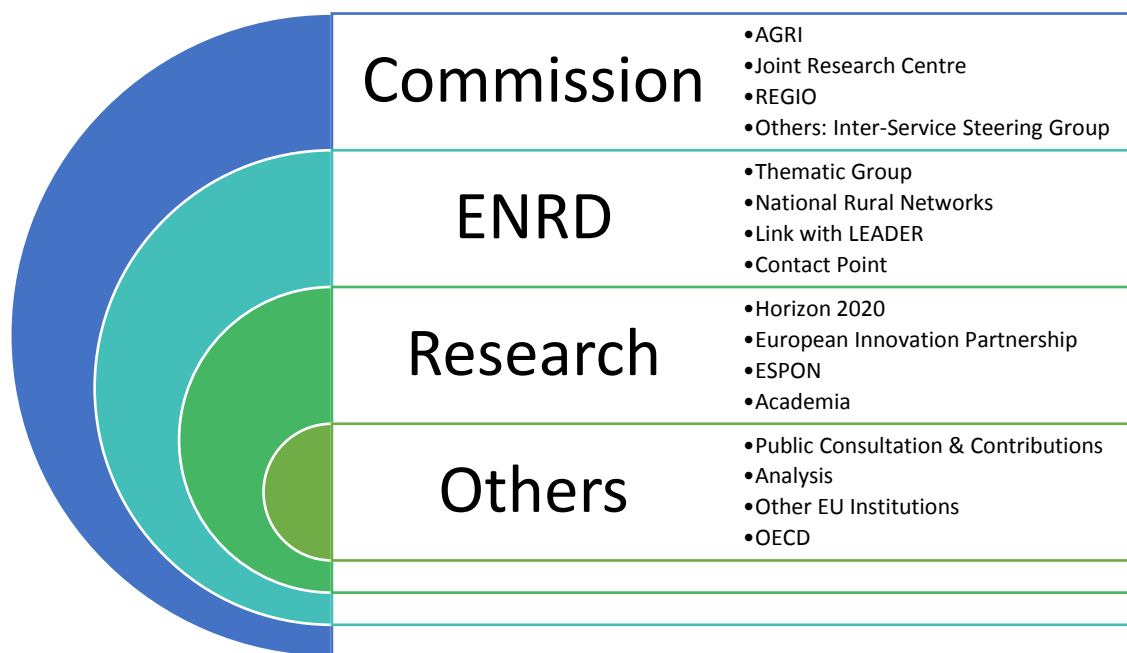 Commission
•AGRI
•Joint Research Centre
•REGIO
•Others: Inter-Service Steering Group
ENRD
•Thematic Group
•National Rural Networks
•Link with LEADER
•Contact Point
Research
•Horizon 2020
•European Innovation Partnership
•ESPON
•Academia
Others
•Public Consultation & Contributions
•Analysis
•Other EU Institutions
•OECD